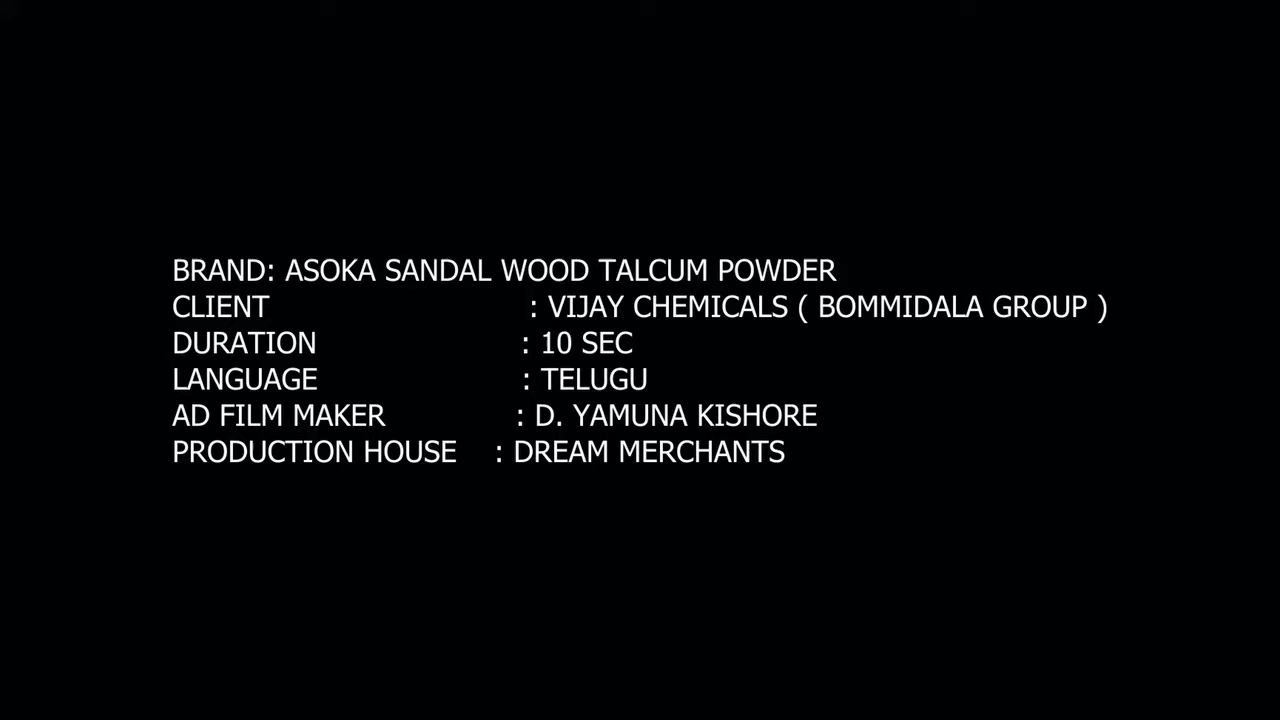 BRAND: ASOKA SANDAL WOOD TALCUM POWDER
CLIENT : VIJAY CHEMICALS ( BOMMIDALA GROUP )
DURATION : 10 SEC
LANGUAGE : TELUGU
AD FILM MAKER : D. YAMUNA KISHORE
PRODUCTION HOUSE : DREAM MERCHANTS